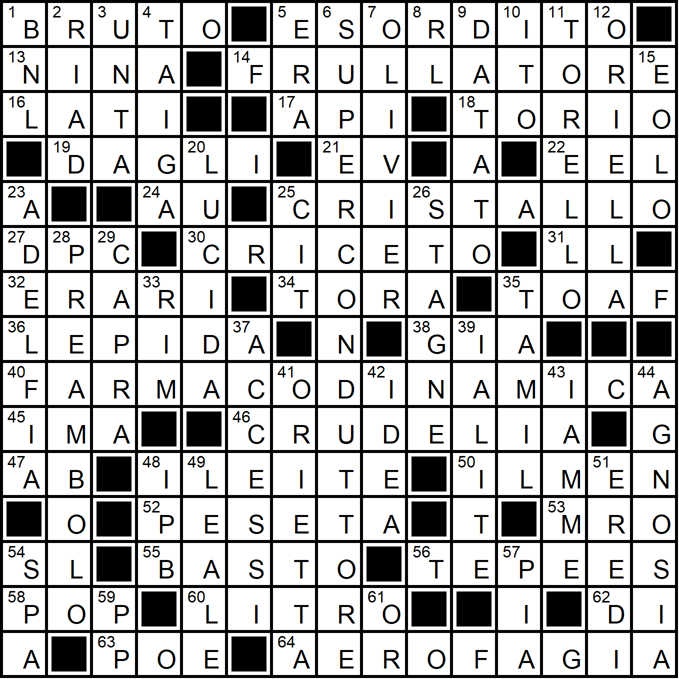 1 B 2 R 3 U 4 T O 5 E 6 S 7 O 8 R 9 D 10 I 11 T 12 O
13 N I N A 14 F R U L L A T O R 15 E
16 L A T I 17 A P I 18 T O R I O
19 D A G 20 L I 21 E V A 22 E E L
23 A 24 A U 25 C R I 26 S T A L L O
27 D 28 P 29 C 30 C R I C E T O 31 L L
32 E R A 33 R I 34 T O R A 35 T O A F
36 L E P I D 37 A N 38 G 39 I A
40 F A R M A C 41 O D 42 I N A M 43 I C 44 A
45 I M A 46 C R U D E L I A G
47 A B 48 I 49 L E I T E 50 I L M 51 E N
O 52 P E S E T A T 53 M R O
54 S L 55 B A S T O 56 T E 57 P E E S
58 P O 59 P 60 L I T R 61 O I 62 D I
A 63 P O E 64 A E R O F A G I A